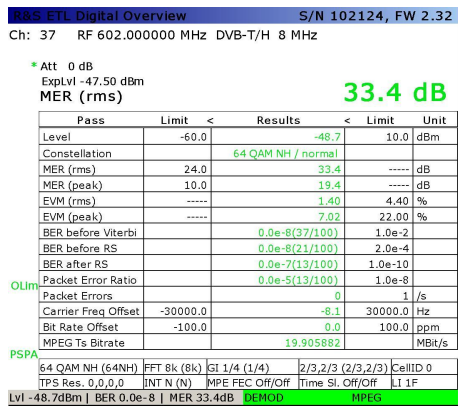 R&S ETL Digital Overview S/N 102124, FW 2.32
Ch: 37 RF 602.000000 MHz DVB-T/H 8 MHz
* Att 0 dB
ExpLvl -47.50 dBm
MER (rms) 33.4 dB
Pass Limit < Results < Limit Unit
Level -60.0 -48.7 10.0 dBm
Constellation 64 QAM NH / normal
MER (rms) 24.0 33.4 ----- dB
MER (peak) 10.0 19.4 ----- dB
EVM (rms) ----- 1.40 4.40 %
EVM (peak) ----- 7.02 22.00 %
BER before Viterbi 0.0e-8(37/100) 1.0e-2
BER before RS 0.0e-8(21/100) 2.0e-4
BER after RS 0.0e-7(13/100) 1.0e-10
Packet Error Ratio 0.0e-5(13/100) 1.0e-8
OLim
Packet Errors 0 1 /s
Carrier Freq Offset -30000.0 -8.1 30000.0 Hz
Bit Rate Offset -100.0 0.0 100.0 ppm
MPEG Ts Bitrate 19.905882 MBit/s
PSPA
64 QAM NH (64NH) FFT 8k (8k) GI 1/4 (1/4) 2/3,2/3 (2/3,2/3) CellID 0
TPS Res. 0,0,0,0 INT N (N) MPE FEC Off/Off Time Sl. Off/Off LI 1F
Lvl -48.7dBm | BER 0.0e-8 | MER 33.4dB DEMOD MPEG